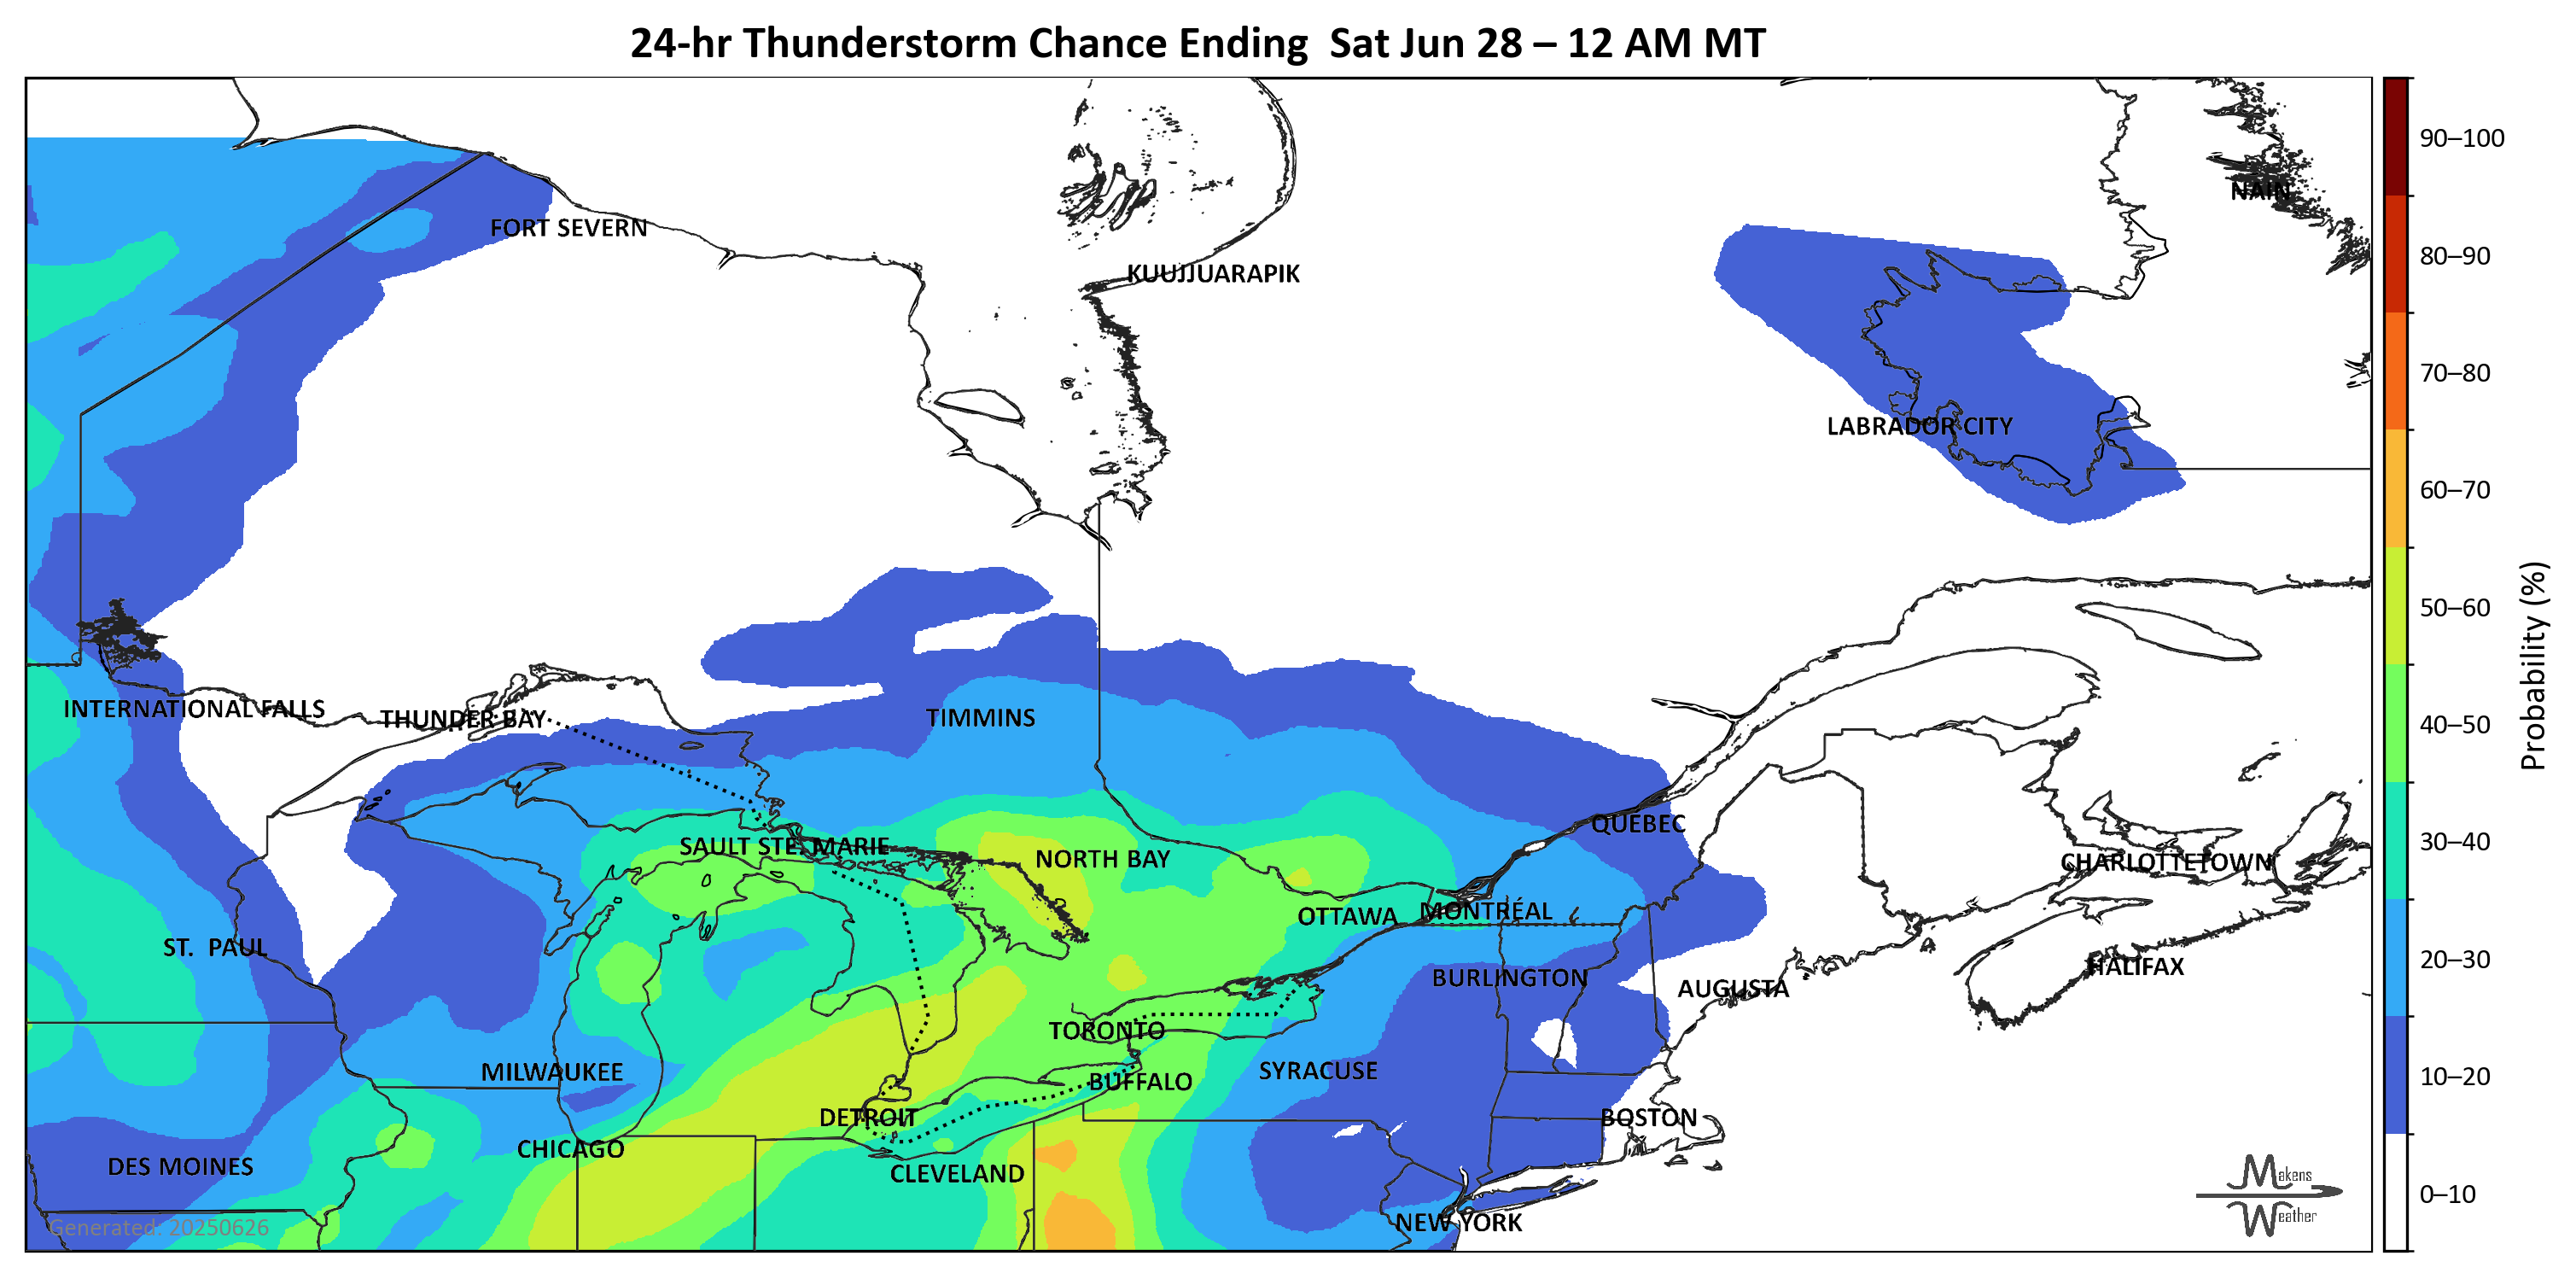 24-hr Thunderstorm Chance Ending  Sat Jun 28 – 12 AM MT
90–100
NAIN
FORT SEVERN
80–90
KUUJJUARAPIK
70–80
LABRADOR CITY
60–70
50–60
Probability (%)
INTERNATIONAL FALLS
THUNDER BAY
TIMMINS
40–50
QUEBEC
SAULT STE. MARIE
NORTH BAY
30–40
CHARLOTTETOWN
OTTAWA
MONTRÉAL
ST.  PAUL
20–30
HALIFAX
BURLINGTON
AUGUSTA
TORONTO
MILWAUKEE
SYRACUSE
BUFFALO
10–20
DETROIT
BOSTON
CHICAGO
DES MOINES
CLEVELAND
Makens
Weather
0–10
NEW YORK
Generated: 20250626